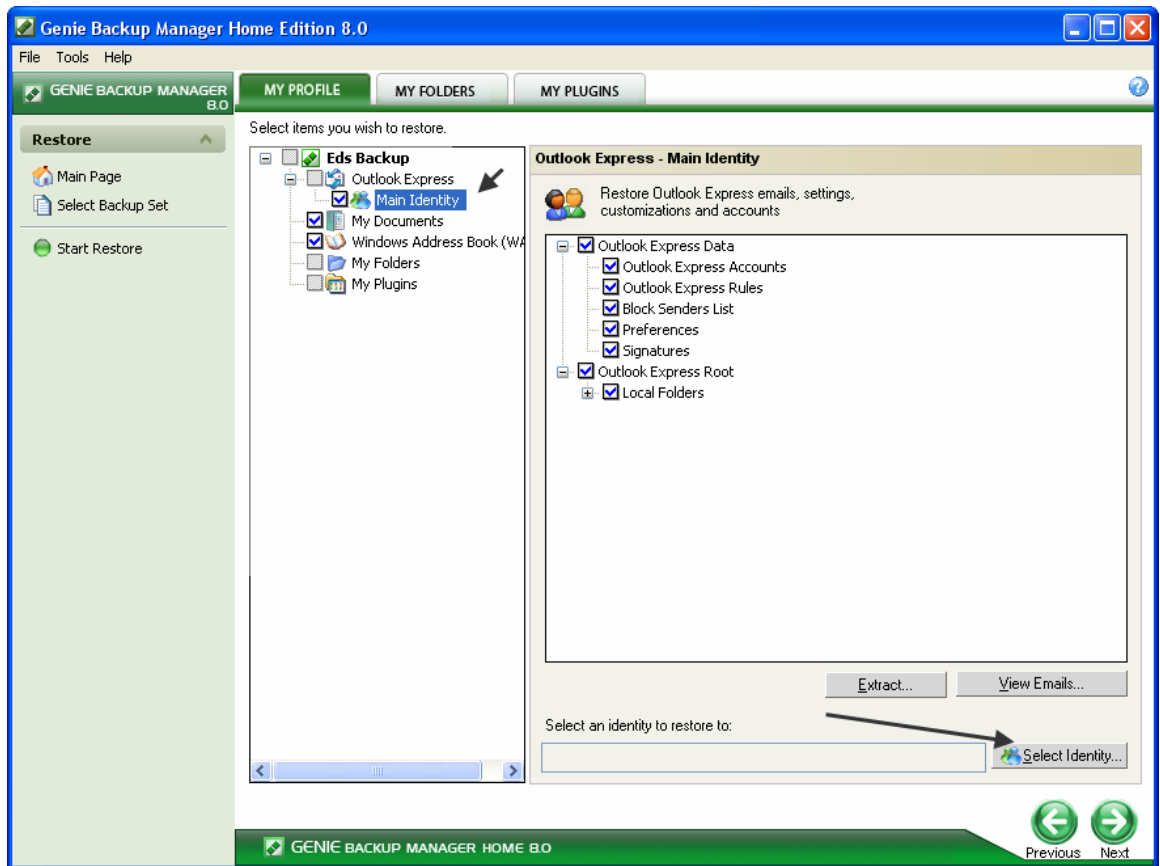 Genie Backup Manager Home Edition 8.0
File Tools Help
GENIE BACKUP MANAGER
8.0
MY PROFILE
MY FOLDERS
MY PLUGINS
Restore
Main Page
Select Backup Set
Start Restore
Select items you wish to restore.
Eds Backup
Outlook Express
Main Identity
My Documents
Windows Address Book (WA
My Folders
My Plugins
Outlook Express - Main Identity
Restore Outlook Express emails, settings,
customizations and accounts
Outlook Express Data
Outlook Express Accounts
Outlook Express Rules
Block Senders List
Preferences
Signatures
Outlook Express Root
Local Folders
Extract...
View Emails...
Select an identity to restore to:
Select Identity...
GENIE BACKUP MANAGER HOME 8.0
Previous
Next